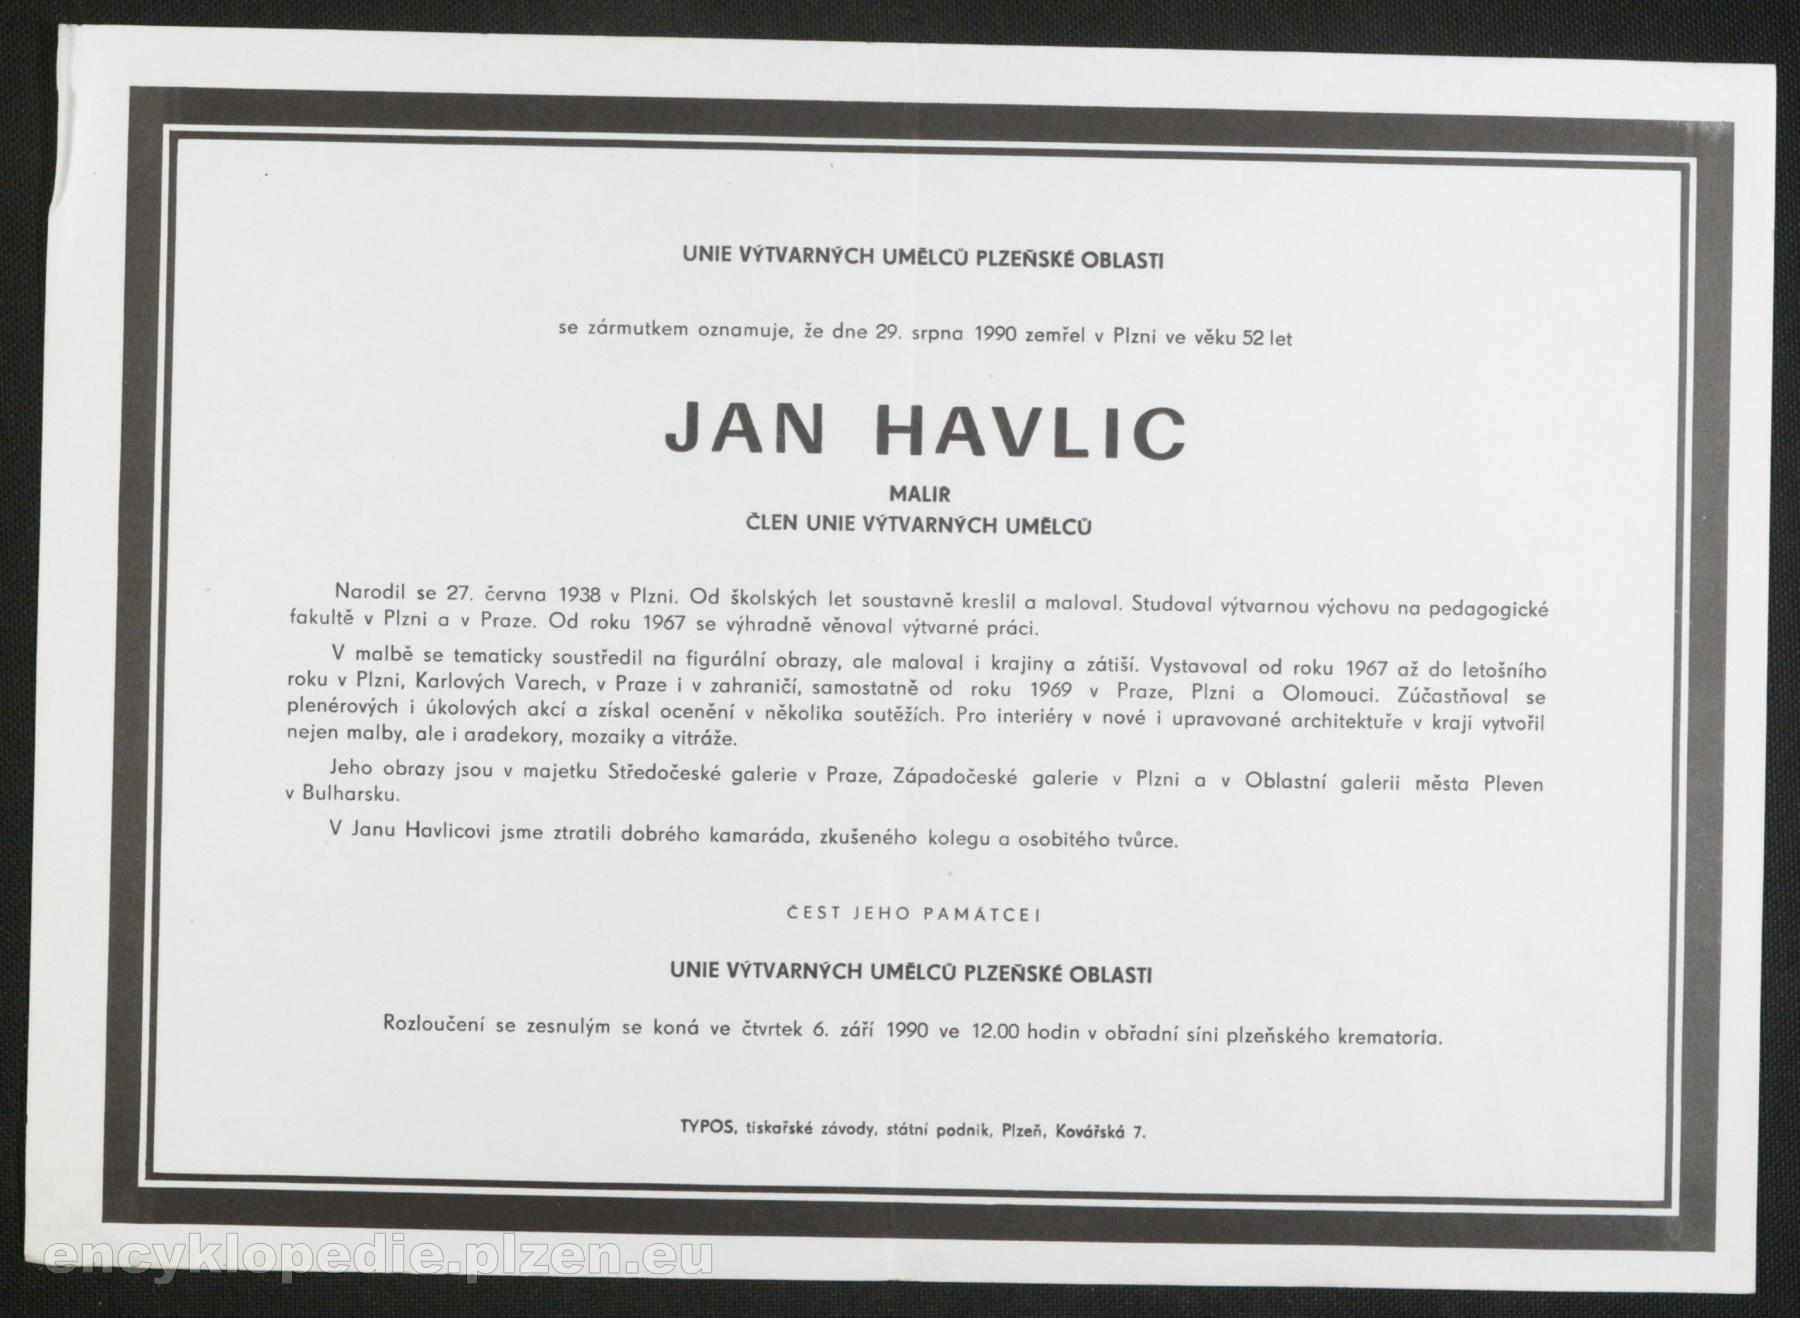 UNIE VÝTVARNÝCH UMĚLCŮ PLZEŇSKÉ OBLASTI
se zármutkem oznamuje, že dne 29. srpna 1990 zemřel v Plzni ve věku 52 let
JAN HAVLIC
MALIR
ČLEN UNIE VÝTVARNÝCH UMĚLCŮ
Narodil se 27. června 1938 v Plzni. Od školských let soustavně kreslil a maloval. Studoval výtvarnou výchovu na pedagogické
fakultě v Plzni a v Praze. Od roku 1967 se výhradně věnoval výtvarné práci.
V malbě se tematicky soustředil na figurální obrazy, ale maloval i krajiny a zátiší. Vystavoval od roku 1967 až do letošního
roku v Plzni, Karlových Varech, v Praze i v zahraničí, samostatně od roku 1969 v Praze, Plzni a Olomouci. Zúčastňoval se
plenérových i úkolových akcí a získal ocenění v několika soutěžích. Pro interiéry v nové i upravované architektuře v kraji vytvořil
nejen malby, ale i aradekory, mozaiky a vitráže.
Jeho obrazy jsou v majetku Středočeské galerie v Praze, Západočeské galerie v Plzni a v Oblastní galerii města Pleven
v Bulharsku.
V Janu Havlicovi jsme ztratili dobrého kamaráda, zkušeného kolegu a osobitého tvůrce.
ČEST JEHO PAMÁTCE!
UNIE VÝTVARNÝCH UMĚLCŮ PLZEŇSKÉ OBLASTI
Rozloučení se zesnulým se koná ve čtvrtek 6. září 1990 ve 12.00 hodin v obřadní síni plzeňského krematoria.
TYPOS, tiskařské závody, státní podnik, Plzeň, Kovářská 7.
encyklopedie.plzen.eu